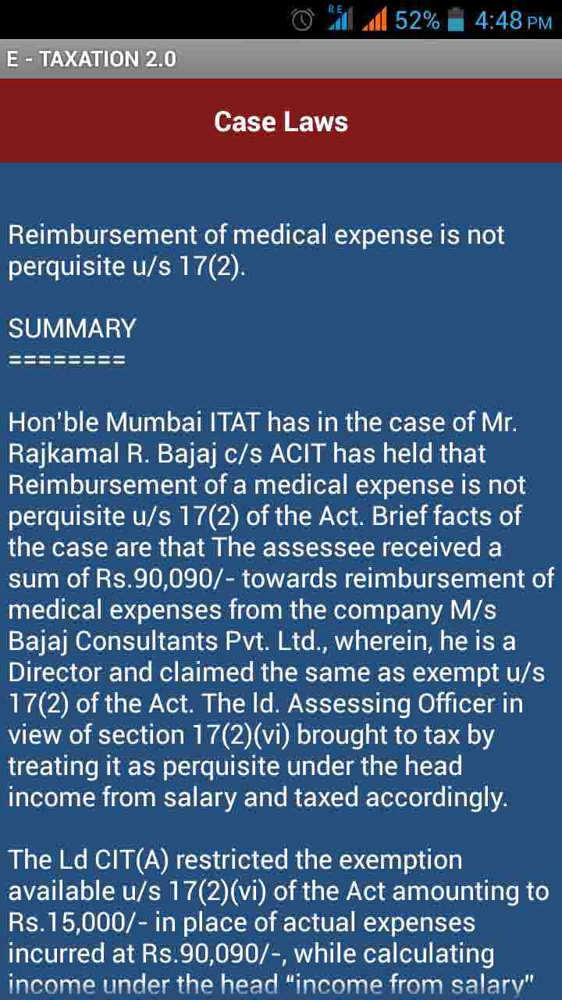 RE
52%
4:48 PM
E - TAXATION 2.0
Case Laws
Reimbursement of medical expense is not
perquisite u/s 17(2).
SUMMARY
========
Hon'ble Mumbai ITAT has in the case of Mr.
Rajkamal R. Bajaj c/s ACIT has held that
Reimbursement of a medical expense is not
perquisite u/s 17(2) of the Act. Brief facts of
the case are that The assessee received a
sum of Rs.90,090/- towards reimbursement of
medical expenses from the company M/s
Bajaj Consultants Pvt. Ltd., wherein, he is a
Director and claimed the same as exempt u/s
17(2) of the Act. The ld. Assessing Officer in
view of section 17(2)(vi) brought to tax by
treating it as perquisite under the head
income from salary and taxed accordingly.
The Ld CIT(A) restricted the exemption
available u/s 17(2)(vi) of the Act amounting to
Rs.15,000/- in place of actual expenses
incurred at Rs.90,090/-, while calculating
income under the head “income from salary”